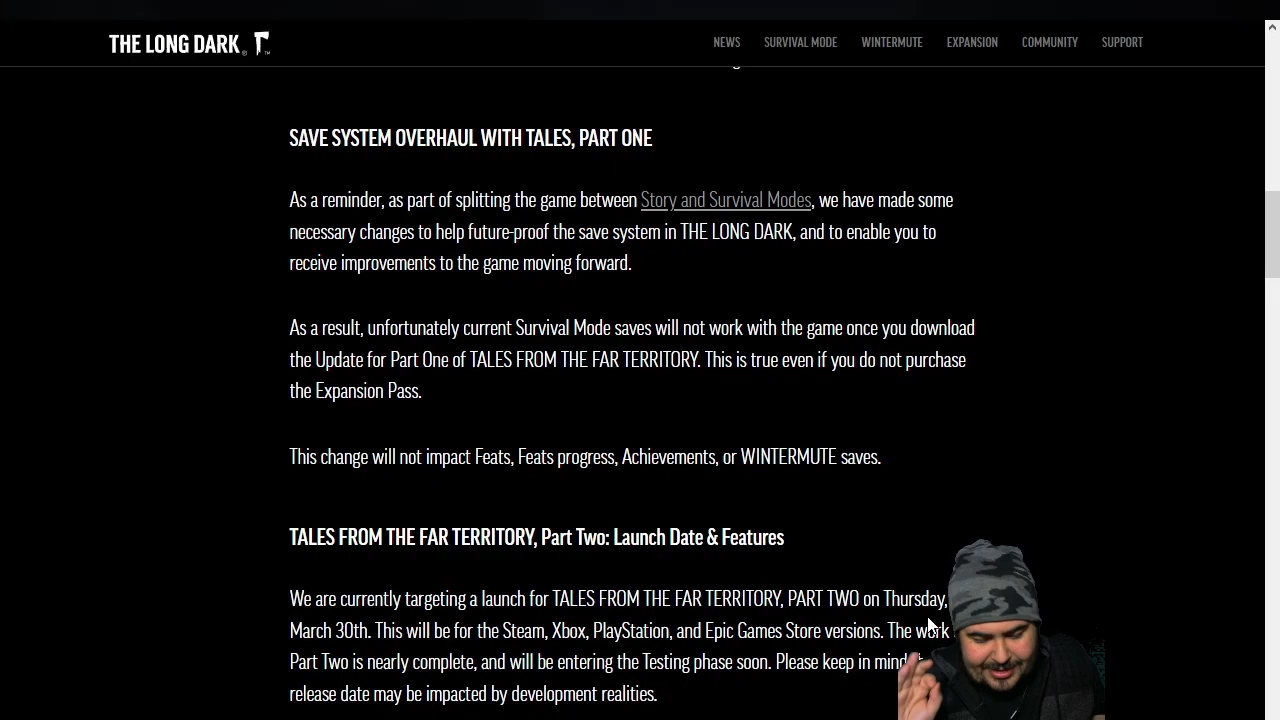 THE LONG DARK
NEWS SURVIVAL MODE WINTERMUTE EXPANSION COMMUNITY SUPPORT
SAVE SYSTEM OVERHAUL WITH TALES, PART ONE
As a reminder, as part of splitting the game between Story and Survival Modes, we have made some
necessary changes to help future-proof the save system in THE LONG DARK, and to enable you to
receive improvements to the game moving forward.
As a result, unfortunately current Survival Mode saves will not work with the game once you download
the Update for Part One of TALES FROM THE FAR TERRITORY. This is true even if you do not purchase
the Expansion Pass.
This change will not impact Feats, Feats progress, Achievements, or WINTERMUTE saves.
TALES FROM THE FAR TERRITORY, Part Two: Launch Date & Features
We are currently targeting a launch for TALES FROM THE FAR TERRITORY, PART TWO on Thursday,
March 30th. This will be for the Steam, Xbox, PlayStation, and Epic Games Store versions. The work
Part Two is nearly complete, and will be entering the Testing phase soon. Please keep in mind
release date may be impacted by development realities.